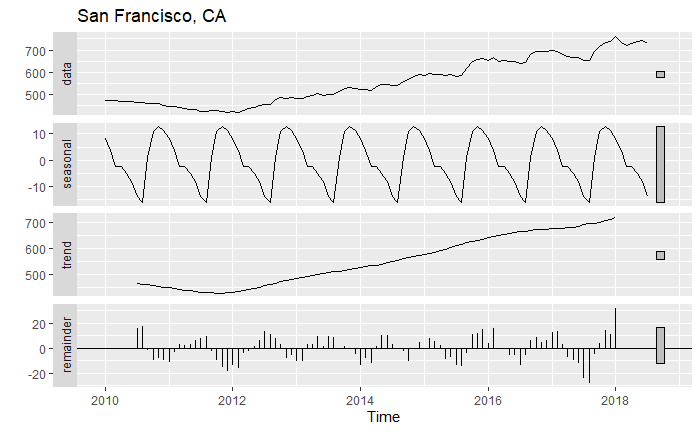 San Francisco, CA
700
600
500
data
10
0
-10
seasonal
700
600
500
trend
20
0
-20
remainder
2010 2012 2014 2016 2018
Time